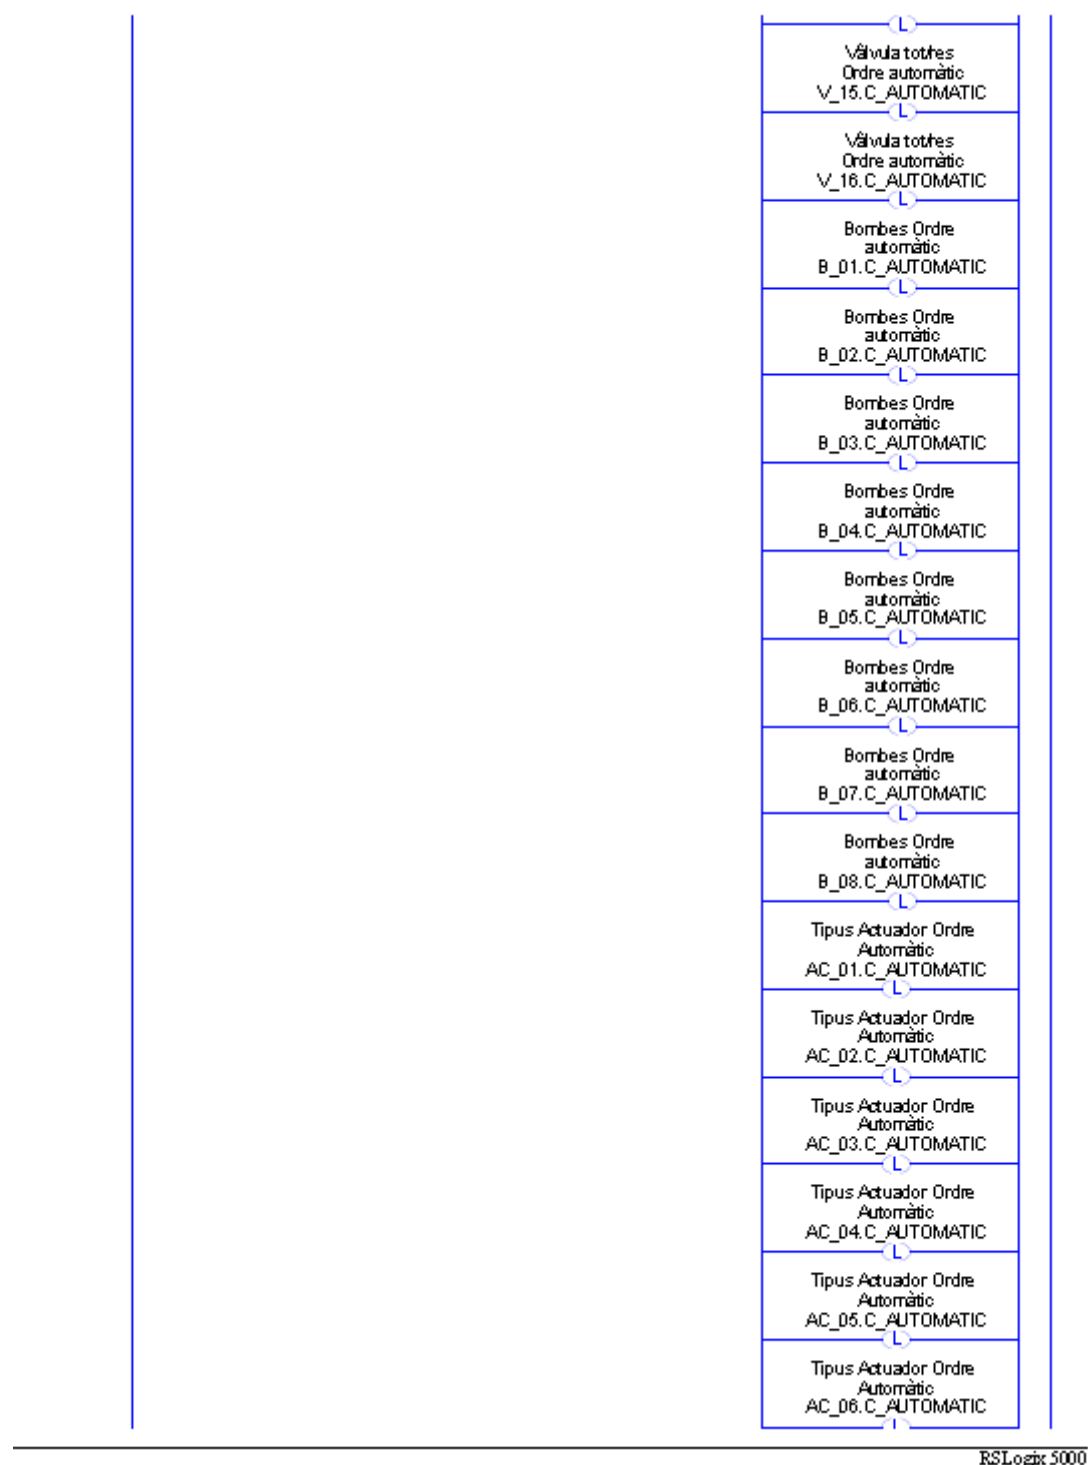 L
Vàlvula tot/res
Ordre automàtic
V_15.C_AUTOMATIC
L
Vàlvula tot/res
Ordre automàtic
V_16.C_AUTOMATIC
L
Bombes Ordre
automàtic
B_01.C_AUTOMATIC
L
Bombes Ordre
automàtic
B_02.C_AUTOMATIC
L
Bombes Ordre
automàtic
B_03.C_AUTOMATIC
L
Bombes Ordre
automàtic
B_04.C_AUTOMATIC
L
Bombes Ordre
automàtic
B_05.C_AUTOMATIC
L
Bombes Ordre
automàtic
B_06.C_AUTOMATIC
L
Bombes Ordre
automàtic
B_07.C_AUTOMATIC
L
Bombes Ordre
automàtic
B_08.C_AUTOMATIC
L
Tipus Actuador Ordre
Automàtic
AC_01.C_AUTOMATIC
L
Tipus Actuador Ordre
Automàtic
AC_02.C_AUTOMATIC
L
Tipus Actuador Ordre
Automàtic
AC_03.C_AUTOMATIC
L
Tipus Actuador Ordre
Automàtic
AC_04.C_AUTOMATIC
L
Tipus Actuador Ordre
Automàtic
AC_05.C_AUTOMATIC
L
Tipus Actuador Ordre
Automàtic
AC_06.C_AUTOMATIC
L
RSLogix 5000